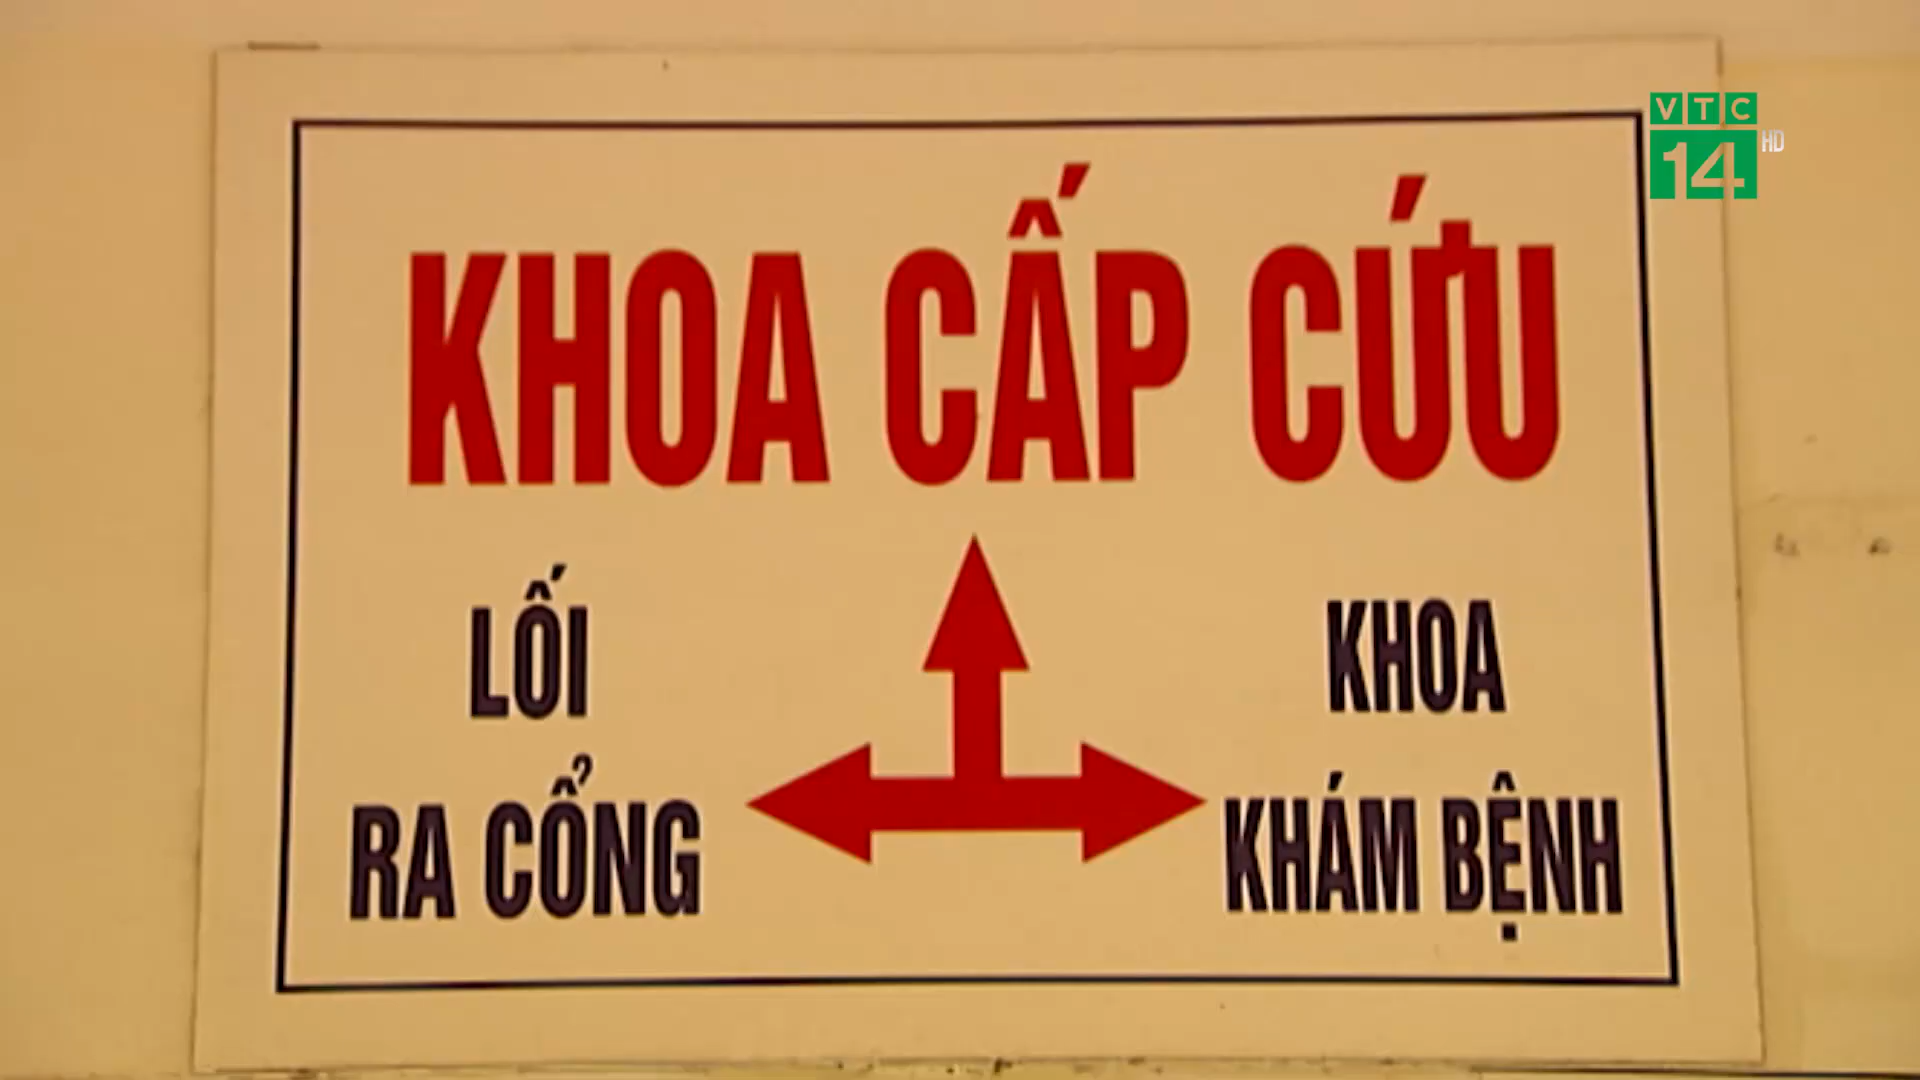 VTC
14 HD
KHOA CẤP CỨU
LỐI
RA CỔNG
KHOA
KHÁM BỆNH